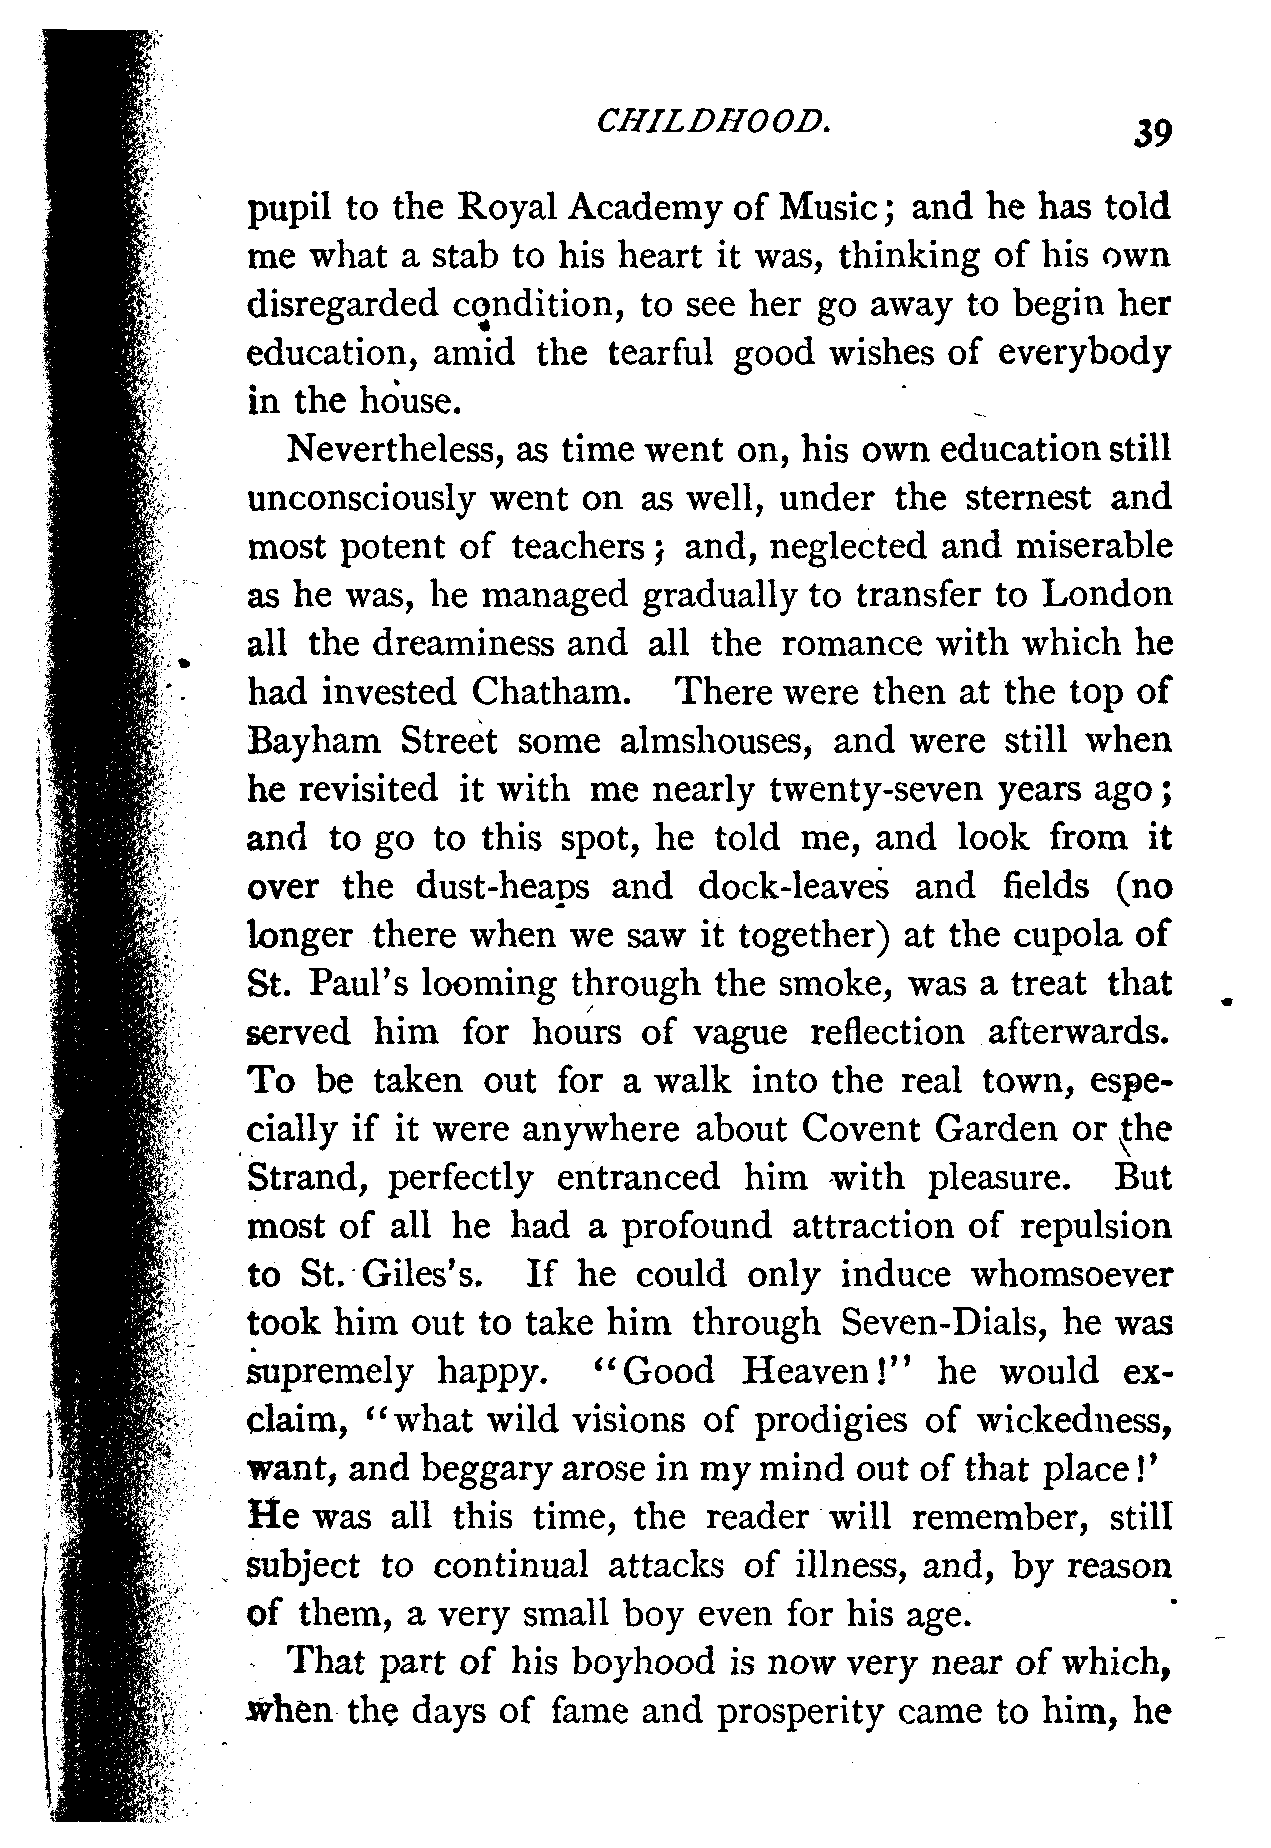 CHILDHOOD. 39
pupil to the Royal Academy of Music; and he has told
me what a stab to his heart it was, thinking of his own
disregarded condition, to see her go away to begin her
education, amid the tearful good wishes of everybody
in the house.
Nevertheless, as time went on, his own education still
unconsciously went on as well, under the sternest and
most potent of teachers; and, neglected and miserable
as he was, he managed gradually to transfer to London
all the dreaminess and all the romance with which he
had invested Chatham. There were then at the top of
Bayham Street some almshouses, and were still when
he revisited it with me nearly twenty-seven years ago;
and to go to this spot, he told me, and look from it
over the dust-heaps and dock-leaves and fields (no
longer there when we saw it together) at the cupola of
St. Paul's looming through the smoke, was a treat that
served him for hours of vague reflection afterwards.
To be taken out for a walk into the real town, espe-
cially if it were anywhere about Covent Garden or the
Strand, perfectly entranced him with pleasure. But
most of all he had a profound attraction of repulsion
to St. Giles's. If he could only induce whomsoever
took him out to take him through Seven-Dials, he was
supremely happy. "Good Heaven!" he would ex-
claim, "what wild visions of prodigies of wickedness,
want, and beggary arose in my mind out of that place!'
He was all this time, the reader will remember, still
subject to continual attacks of illness, and, by reason
of them, a very small boy even for his age.
That part of his boyhood is now very near of which,
when the days of fame and prosperity came to him, he